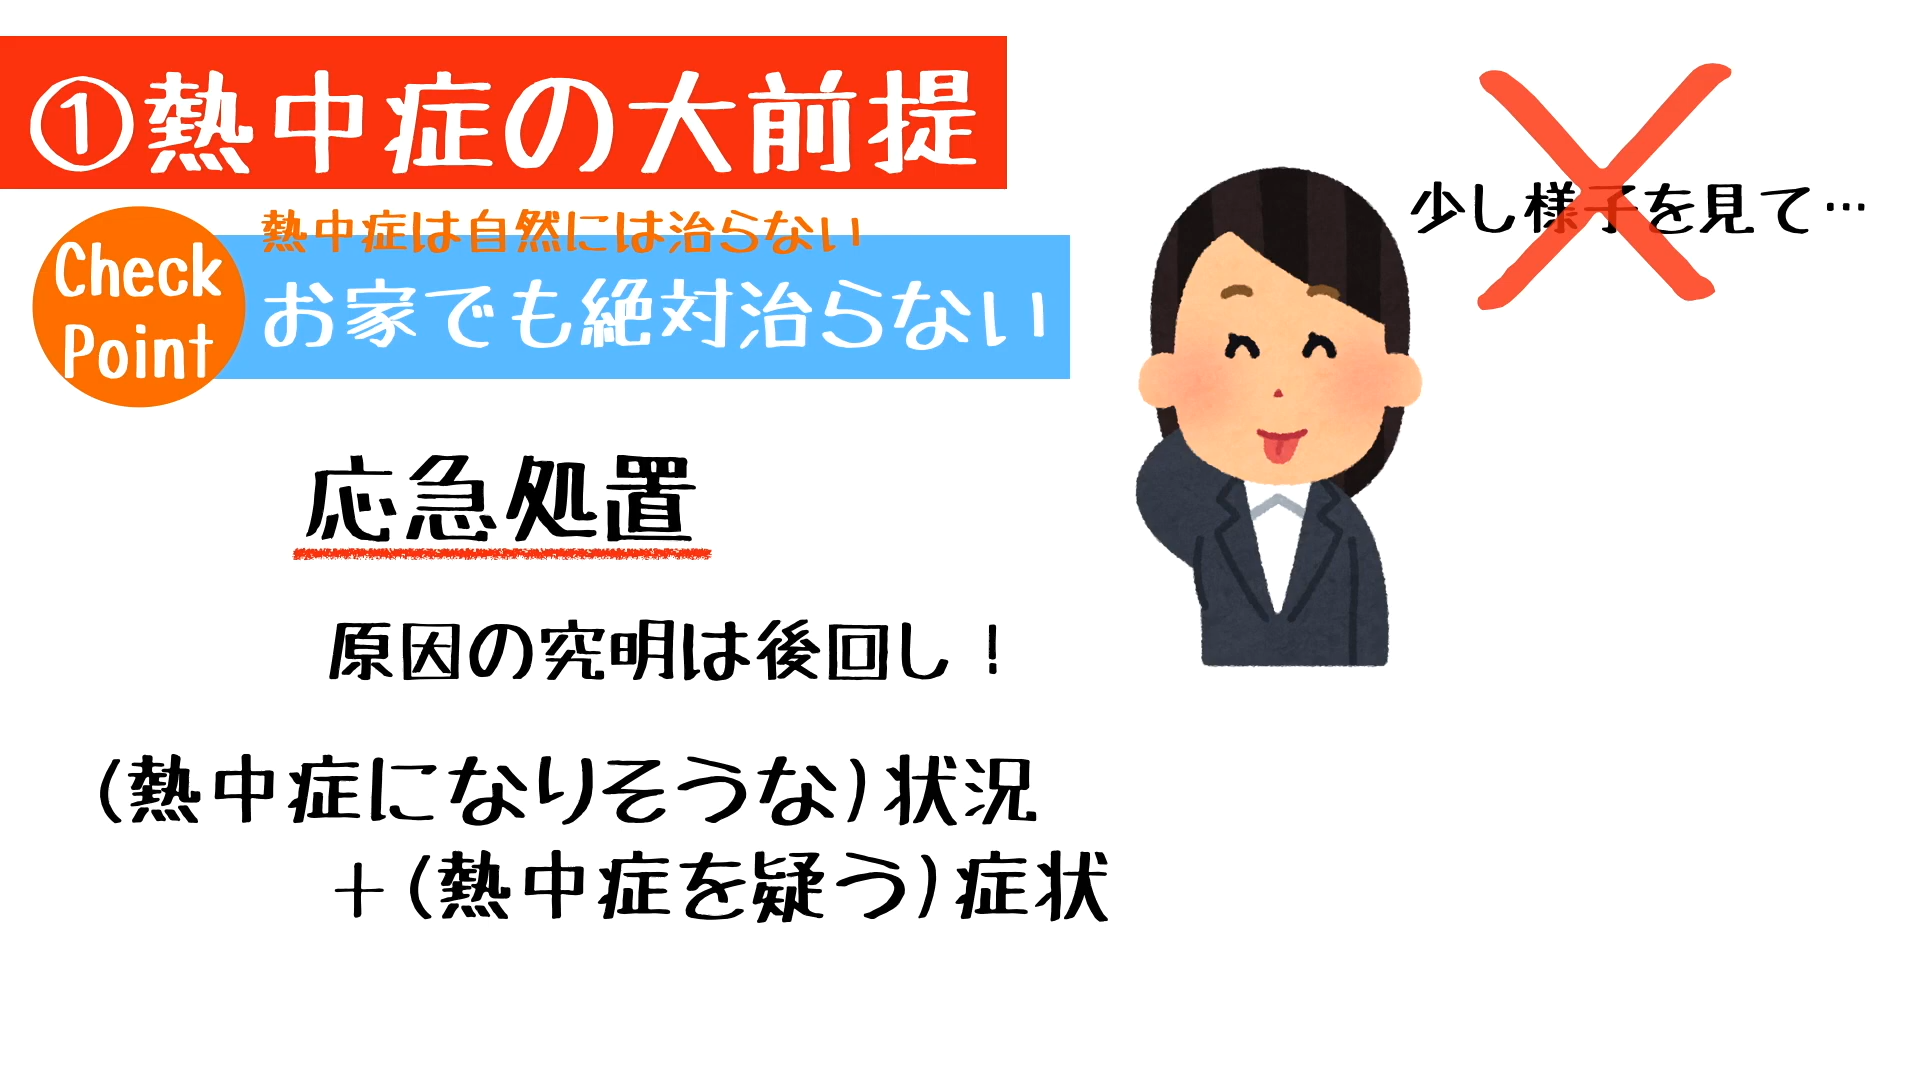 ①熱中症の大前提
少し様子を見て…
Check
Point
熱中症は自然には治らない
お家でも絶対治らない
応急処置
原因の究明は後回し！
(熱中症になりそうな)状況
＋(熱中症を疑う)症状